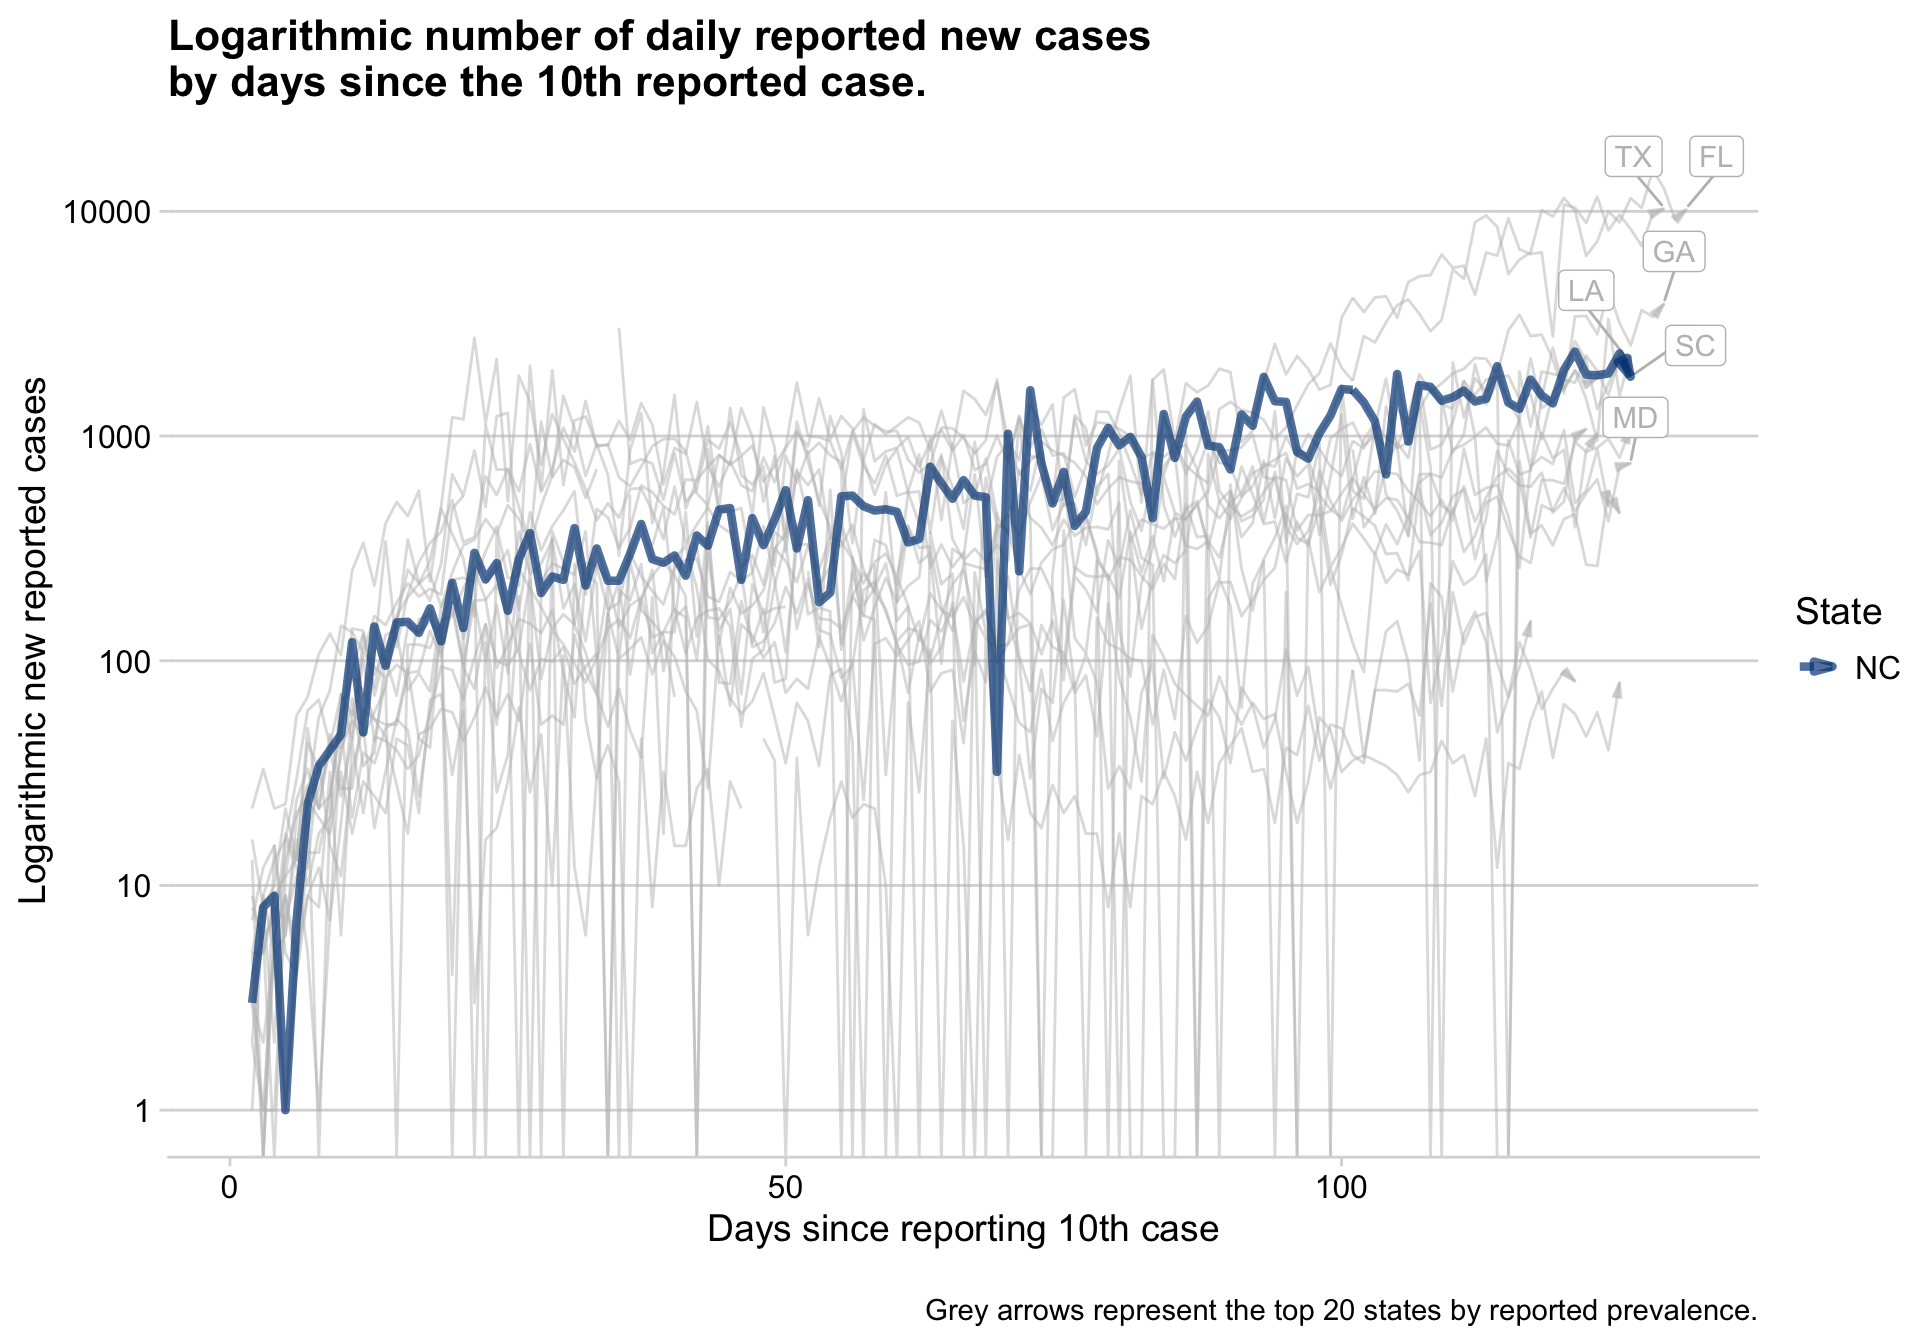 Logarithmic number of daily reported new cases
by days since the 10th reported case.
TX
FL
10000
GA
LA
SC
MD
1000
100
10
1
Logarithmic new reported cases
State
NC
0
50
100
Days since reporting 10th case
Grey arrows represent the top 20 states by reported prevalence.